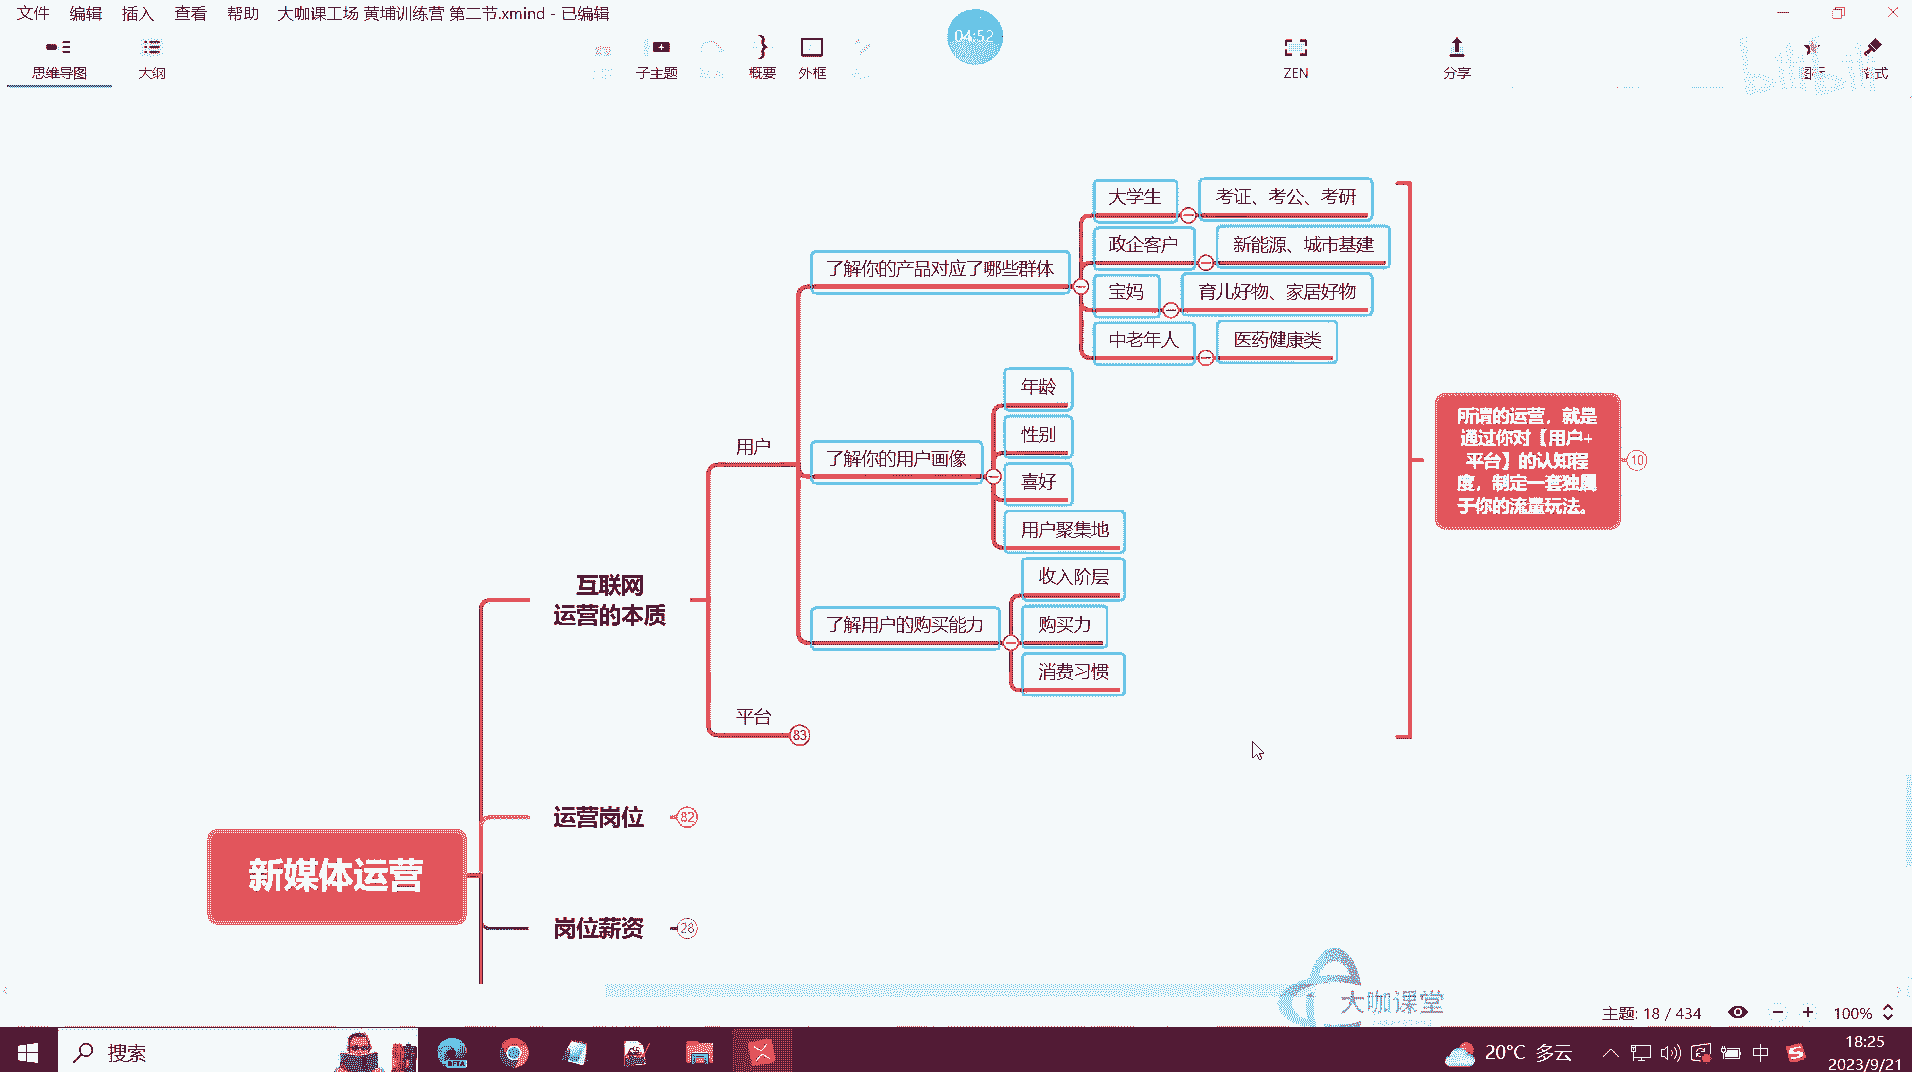 文件 编辑 插入 查看 帮助 大咖课工场 黄埔训练营 第二节.xmind - 已编辑
04:52
思维导图 大纲 子主题 概要 外框 ZEN 分享
bilibili
大学生 考证、考公、考研
政企客户 新能源、城市基建
了解你的产品对应了哪些群体
宝妈 育儿好物、家居好物
中老年人 医药健康类
年龄
性别
用户
了解你的用户画像
喜好
用户聚集地
所谓的运营,就是
通过你对【用户+
平台】的认知程
度,制定一套独属
于你的流量玩法。
10
收入阶层
互联网
运营的本质
了解用户的购买能力
购买力
消费习惯
平台 83
运营岗位 82
新媒体运营
岗位薪资 28
大咖课堂
主题: 18 / 434 100%
搜索
20°C 多云
中
18:25
2023/9/21